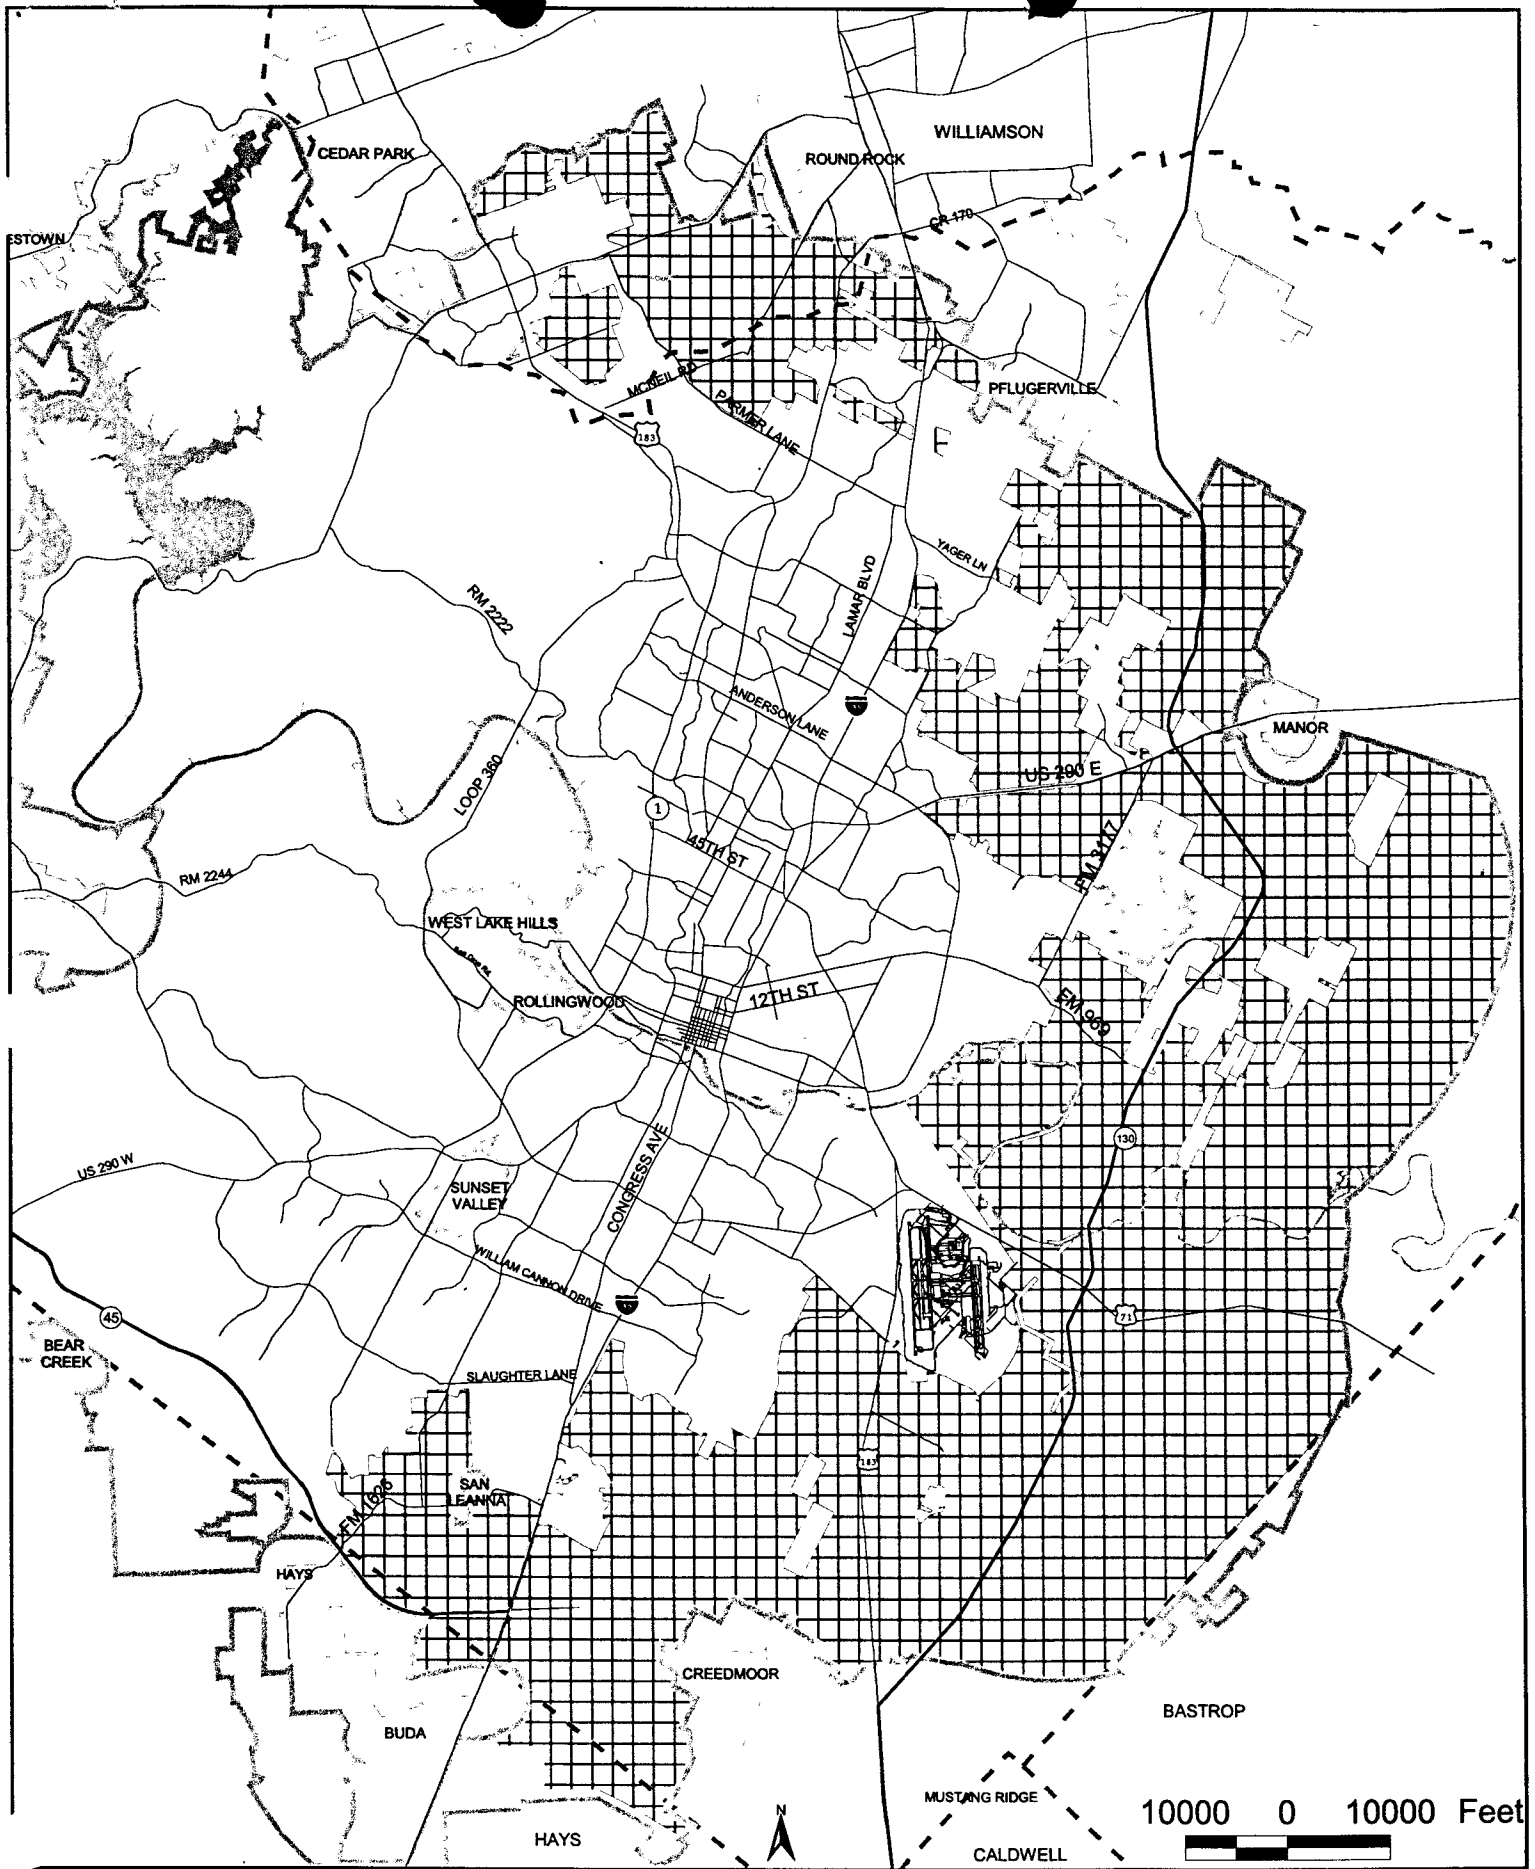 WILLIAMSON
CEDAR PARK
ROUND ROCK
CR 170
ESTOWN
MCNEIL RD
PFLUGERVILLE
PARMER LANE
183
YAGER LN
LAMAR BLVD
RM 2222
ANDERSON LANE
MANOR
US 290 E
LOOP 360
1
45TH ST
FM 3177
RM 2244
WEST LAKE HILLS
ROLLINGWOOD
12TH ST
FM 969
130
US 290 W
SUNSET
VALLEY
CONGRESS AVE
WILLIAM CANNON DRIVE
45
71
BEAR
CREEK
SLAUGHTER LANE
183
SAN
LEANNA
FM 1626
HAYS
CREEDMOOR
BUDA
BASTROP
MUSTANG RIDGE
N
10000 0 10000 Feet
HAYS
CALDWELL